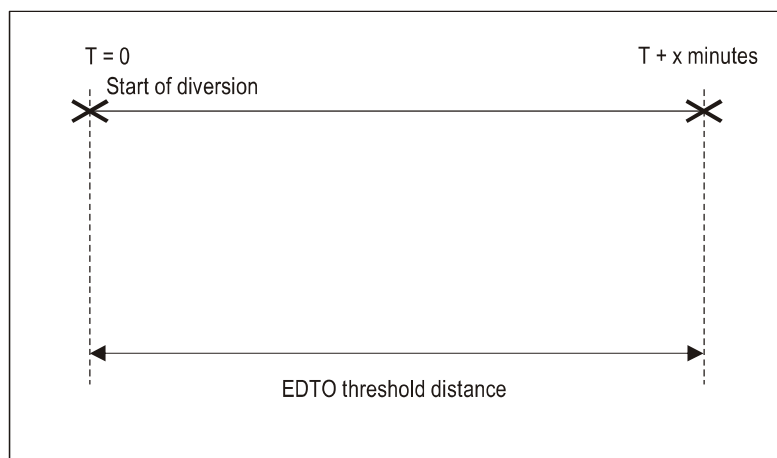 T = 0
T + x minutes
Start of diversion
EDTO threshold distance